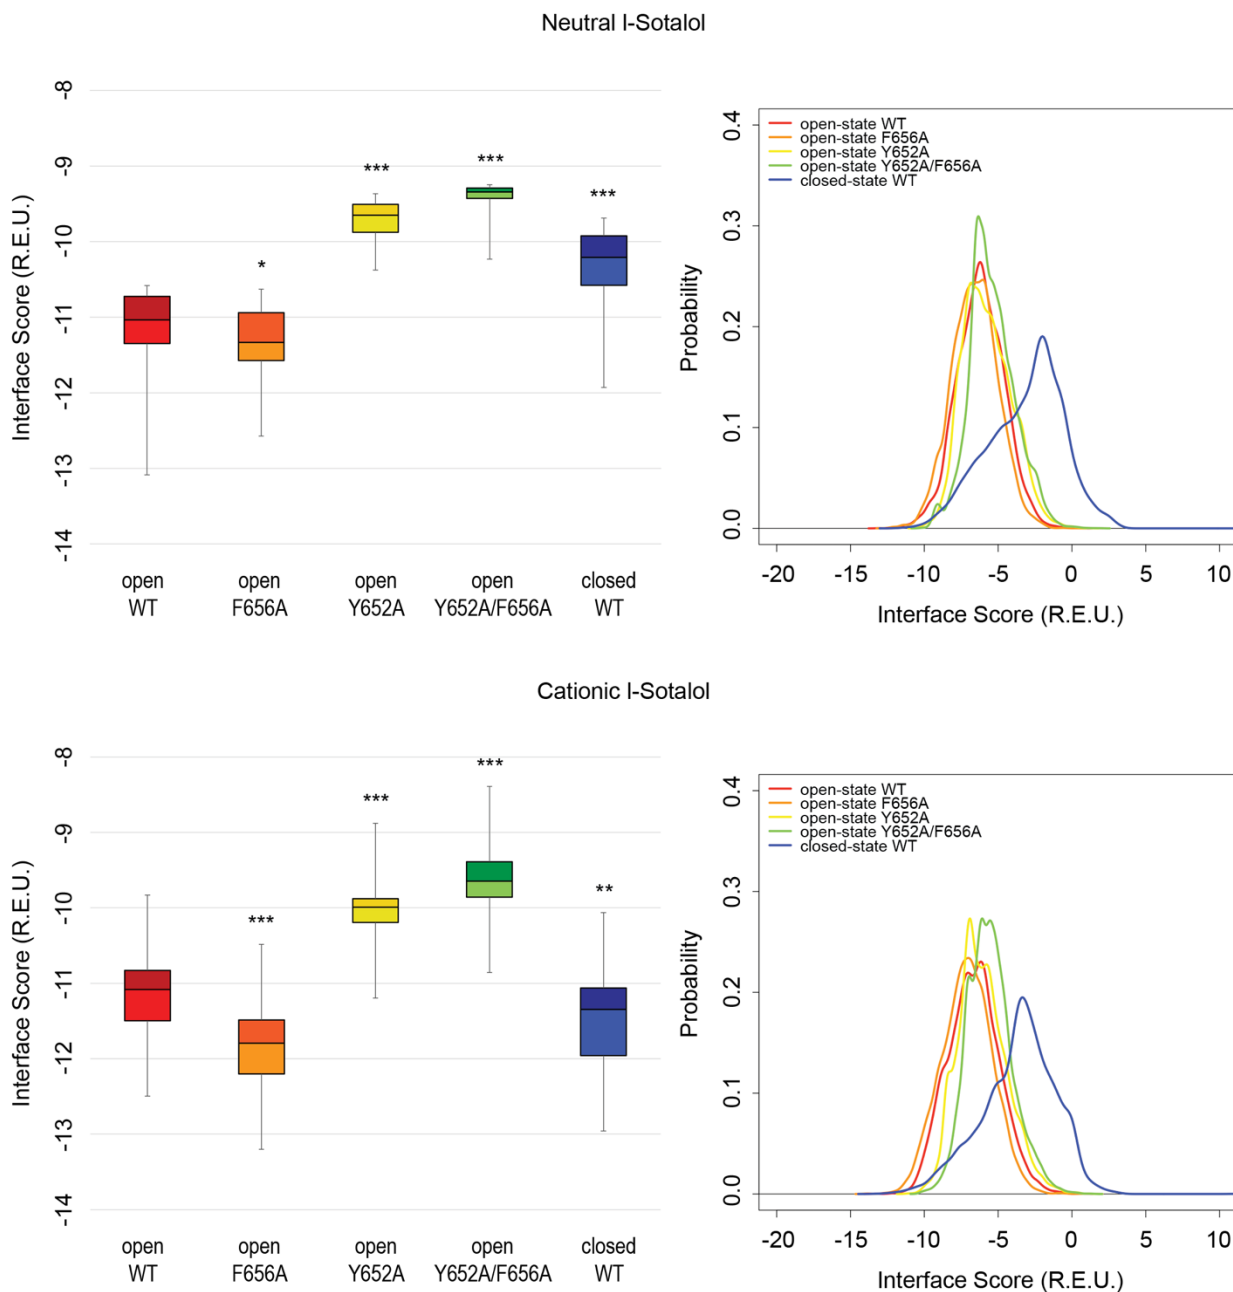 Neutral l-Sotalol
Interface Score (R.E.U.)
-8
-9
-10
-11
-12
-13
-14
***
***
***
*
open
WT
open
F656A
open
Y652A
open
Y652A/F656A
closed
WT
Probability
0.4
0.3
0.2
0.1
0.0
open-state WT
open-state F656A
open-state Y652A
open-state Y652A/F656A
closed-state WT
-20
-15
-10
-5
0
5
10
Interface Score (R.E.U.)
Cationic l-Sotalol
Interface Score (R.E.U.)
-8
-9
-10
-11
-12
-13
-14
***
***
***
**
open
WT
open
F656A
open
Y652A
open
Y652A/F656A
closed
WT
Probability
0.4
0.3
0.2
0.1
0.0
open-state WT
open-state F656A
open-state Y652A
open-state Y652A/F656A
closed-state WT
-20
-15
-10
-5
0
5
10
Interface Score (R.E.U.)